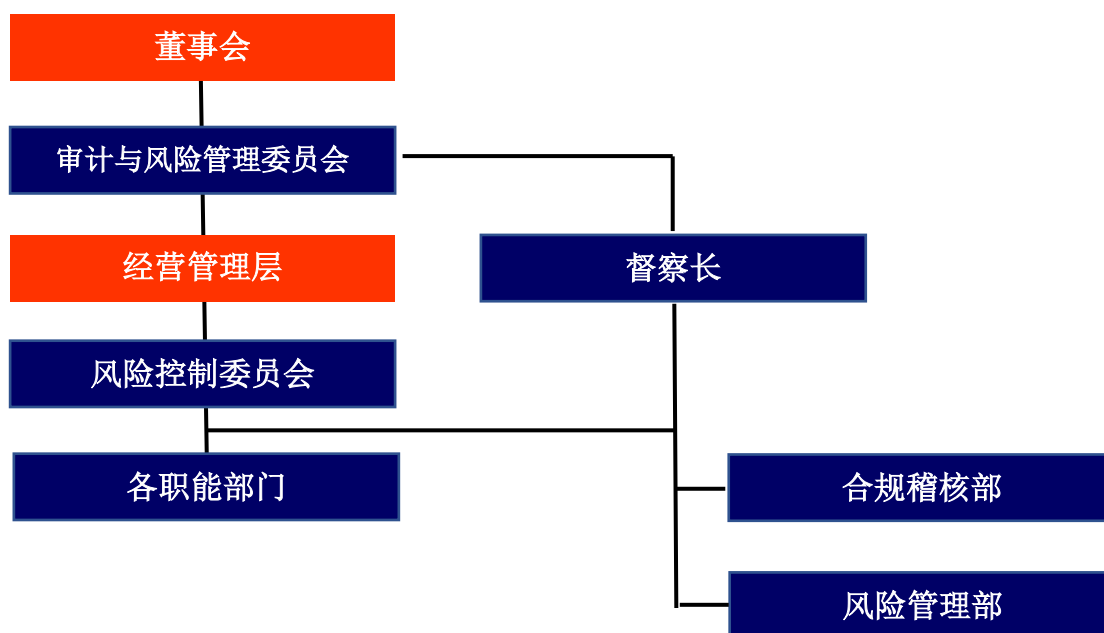 董事会
审计与风险管理委员会
经营管理层
督察长
风险控制委员会
各职能部门
合规稽核部
风险管理部